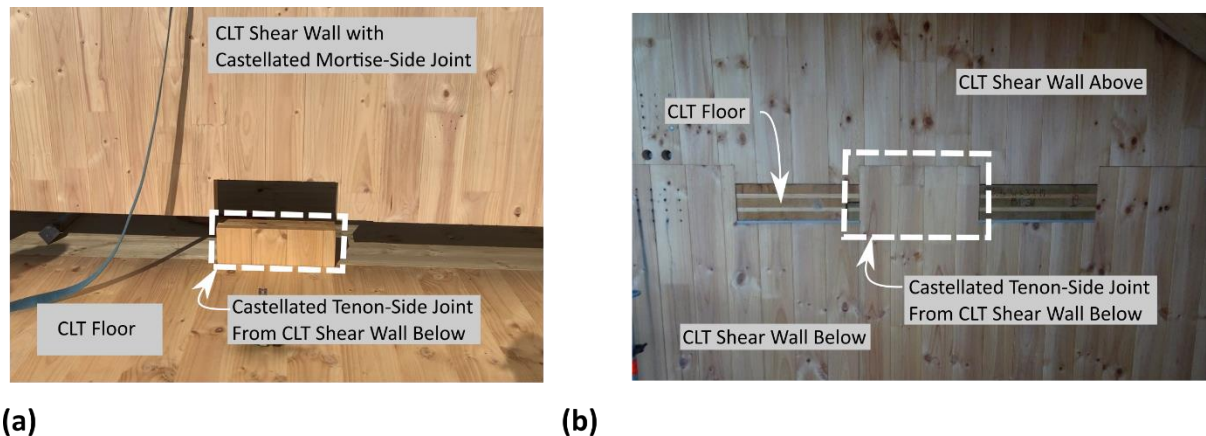 CLT Shear Wall with
Castellated Mortise-Side Joint
CLT Floor
Castellated Tenon-Side Joint
From CLT Shear Wall Below
(a)
CLT Shear Wall Above
CLT Floor
Castellated Tenon-Side Joint
From CLT Shear Wall Below
CLT Shear Wall Below
(b)